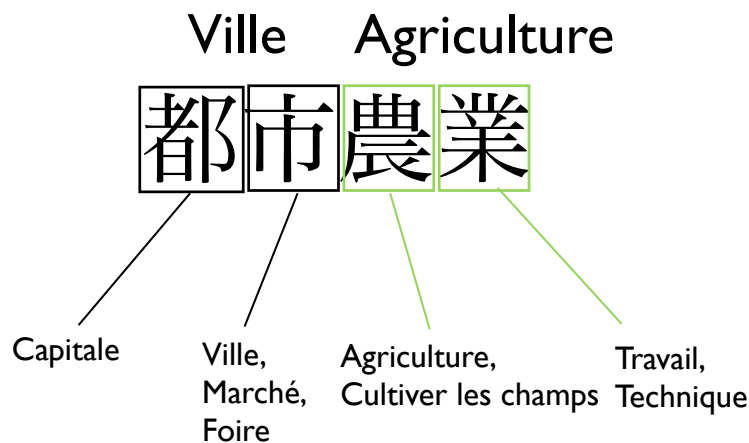 Ville Agriculture
都市農業
Capitale
Ville,
Marché,
Foire
Agriculture,
Cultiver les champs
Travail,
Technique